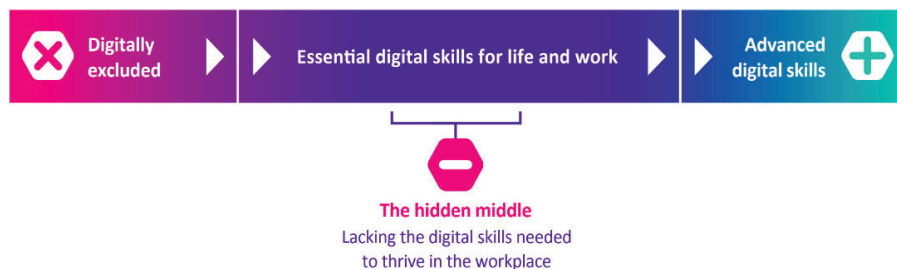 Digitally
excluded
Essential digital skills for life and work
Advanced
digital skills
The hidden middle
Lacking the digital skills needed
to thrive in the workplace